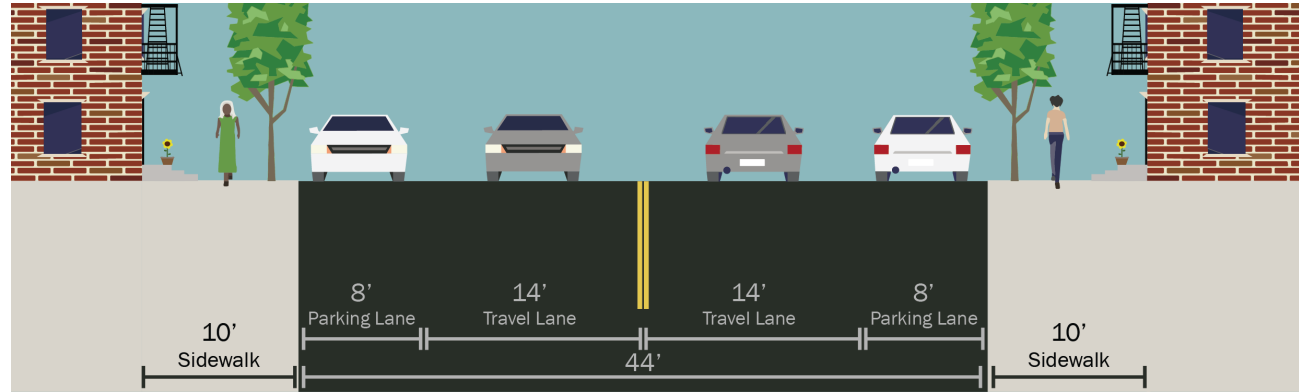 8’
Parking Lane
14’
Travel Lane
14’
Travel Lane
8’
Parking Lane
10’
Sidewalk
44’
10’
Sidewalk